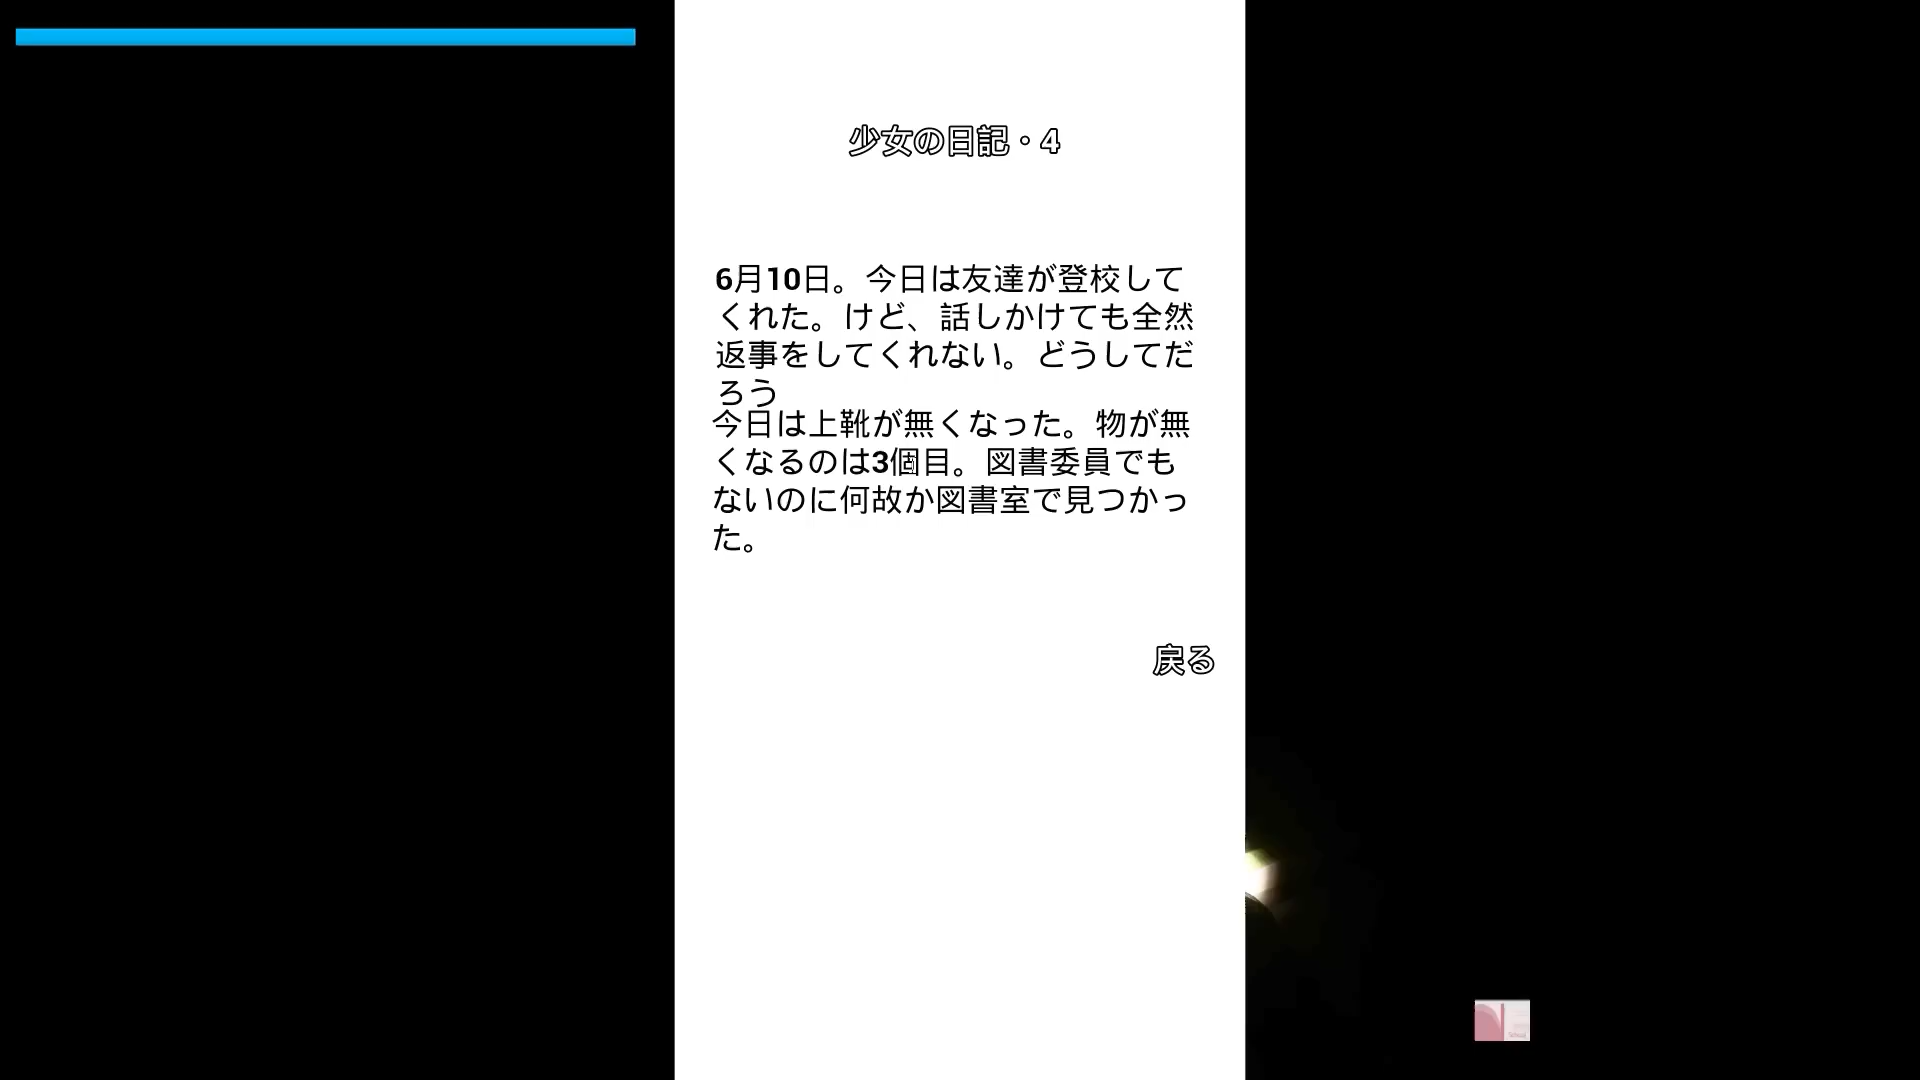 少女の日記・4
6月10日。今日は友達が登校して
くれた。けど、話しかけても全然
返事をしてくれない。どうしてだ
ろう
今日は上靴が無くなった。物が無
くなるのは3個目。図書委員でも
ないのに何故か図書室で見つかっ
た。
戻る